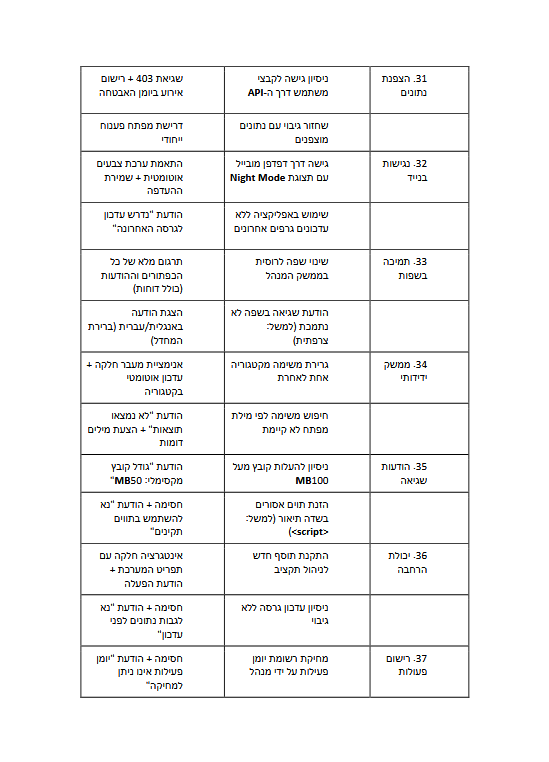 31. הצפנת נתונים
ניסיון גישה לקבצי משתמש דרך ה-API
שגיאת 403 + רישום אירוע ביומן האבטחה
שחזור גיבוי עם נתונים מוצפנים
דרישת מפתח פענוח ייחודי
32. נגישות בנייד
גישה דרך דפדפן מובייל עם תצוגת Night Mode
התאמת ערכת צבעים אוטומטית + שמירת ההעדפה
שימוש באפליקציה ללא עדכונים גרפים אחרונים
הודעת "נדרש עדכון לגרסה האחרונה"
33. תמיכה בשפות
שינוי שפה לרוסית בממשק המנהל
תרגום מלא של כל הכפתורים וההודעות (כולל דוחות)
הודעת שגיאה בשפה לא נתמכת (למשל: צרפתית)
הצגת הודעה באנגלית/עברית (ברירת המחדל)
34. ממשק ידידותי
גרירת משימה מקטגוריה אחת לאחרת
אנימציית מעבר חלקה + עדכון אוטומטי בקטגוריה
חיפוש משימה לפי מילת מפתח לא קיימת
הודעת "לא נמצאו תוצאות" + הצעת מילים דומות
35. הודעות שגיאה
ניסיון להעלות קובץ מעל MB100
הודעת "גודל קובץ מקסימלי: MB50"
הזנת תוים אסורים בשדה תיאור (למשל: <script>)
חסימה + הודעת "נא להשתמש בתווים תקינים"
36. יכולת הרחבה
התקנת תוסף חדש לניהול תקציב
אינטגרציה חלקה עם תפריט המערכת + הודעת הפעלה
ניסיון עדכון גרסה ללא גיבוי
חסימה + הודעת "נא לגבות נתונים לפני עדכון"
37. רישום פעולות
מחיקת רשומת יומן פעילות על ידי מנהל
חסימה + הודעת "יומן פעילות אינו ניתן למחיקה"